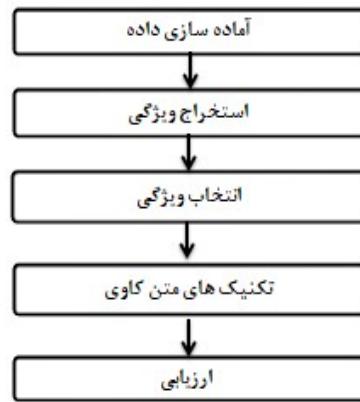 آماده سازی داده
استخراج ویژگی
انتخاب ویژگی
تکنیک های متن کاوی
ارزیابی